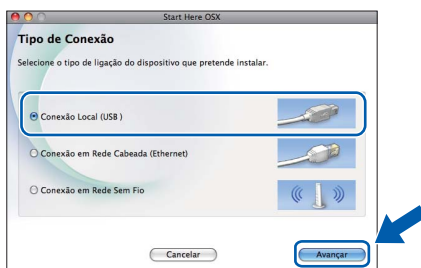 Start Here OSX
Tipo de Conexão
Selecione o tipo de ligação do dispositivo que pretende instalar.
Conexão Local (USB )
Conexão em Rede Cabeada (Ethernet)
Conexão em Rede Sem Fio
Cancelar
Avançar